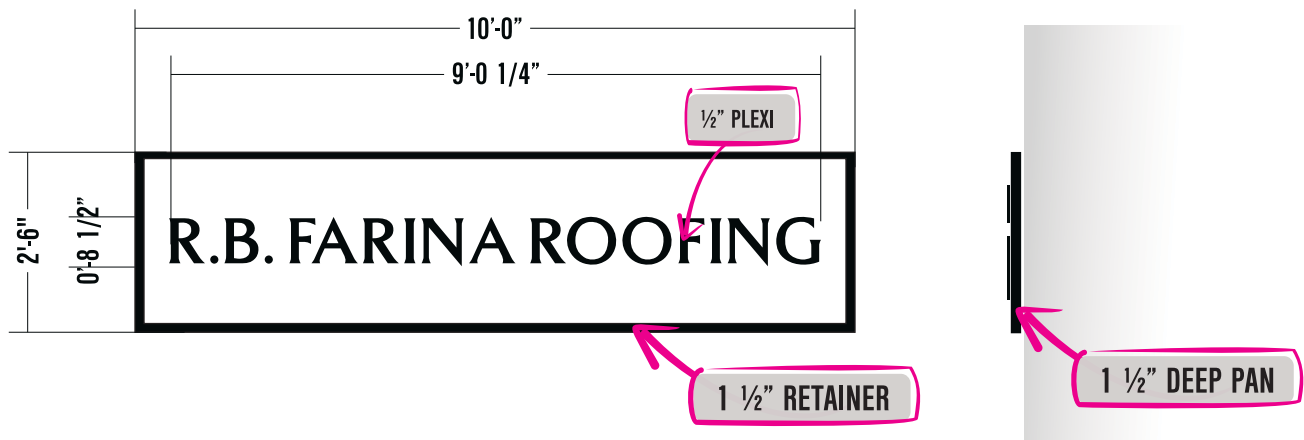 10'-0"
9'-0 1/4"
½" PLEXI
2'-6"
0'-8 1/2"
R.B. FARINA ROOFING
1 ½" RETAINER
1 ½" DEEP PAN